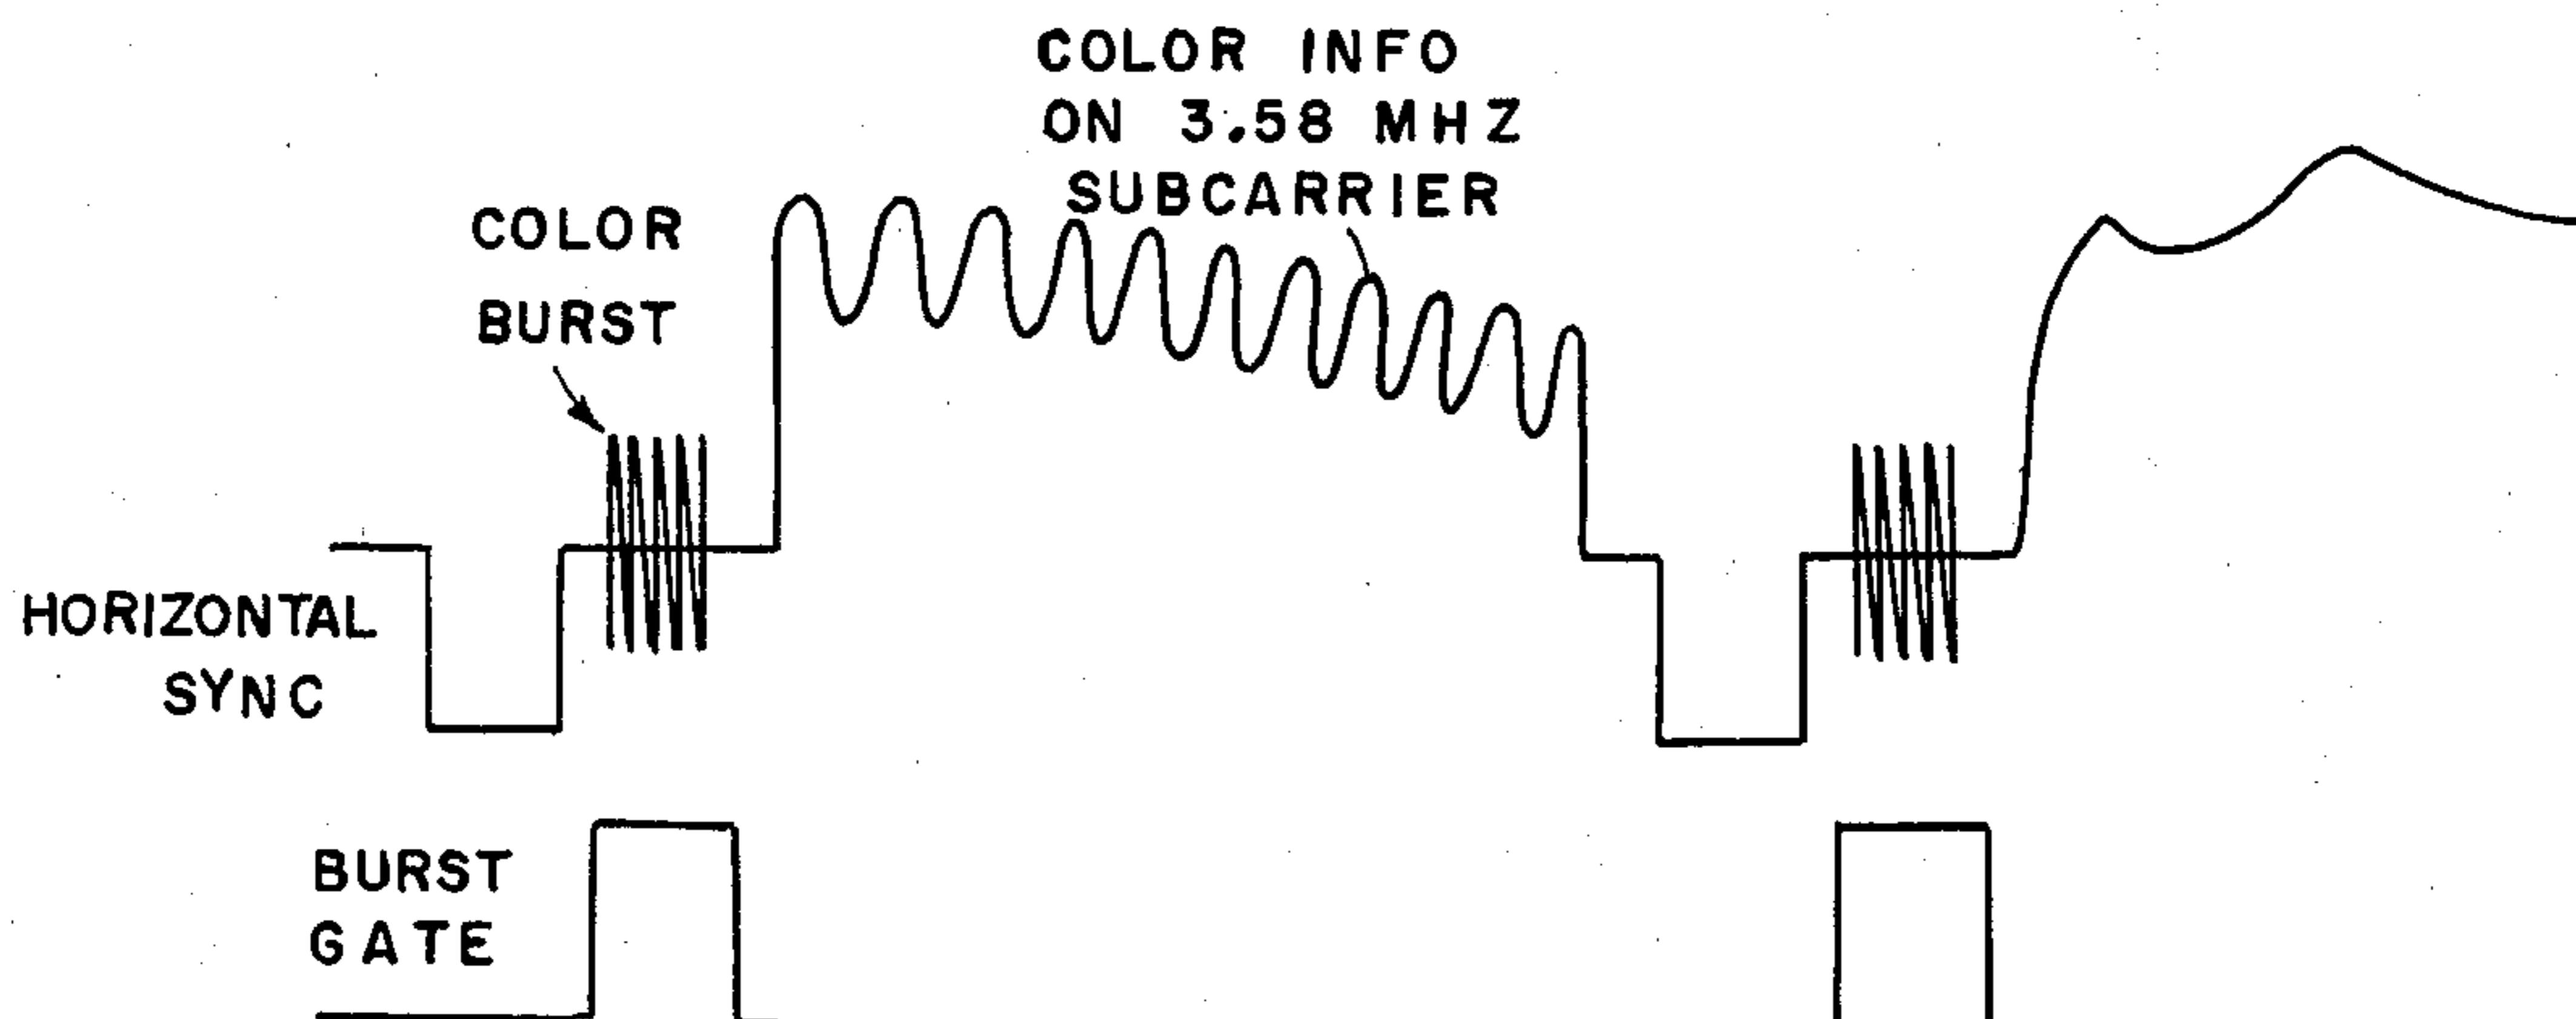 COLOR INFO
ON 3.58 MHZ
SUBCARRIER
COLOR
BURST
HORIZONTAL
SYNC
BURST
GATE